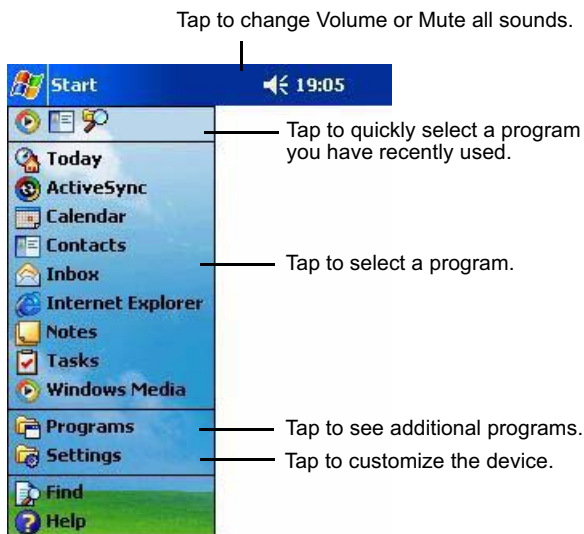 Tap to change Volume or Mute all sounds.
Start 19:05
Tap to quickly select a program
you have recently used.
Today
ActiveSync
Calendar
Contacts
Inbox
Tap to select a program.
Internet Explorer
Notes
Tasks
Windows Media
Programs
Tap to see additional programs.
Settings
Tap to customize the device.
Find
Help